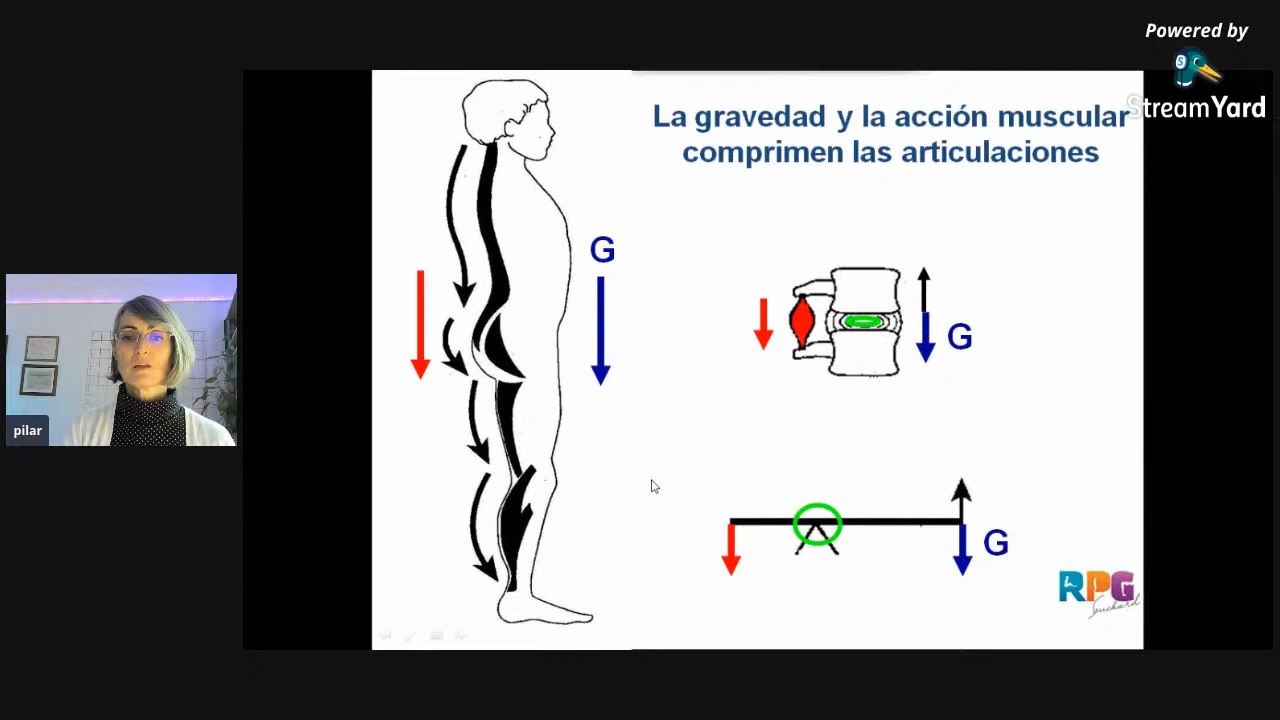 Powered by
StreamYard
La gravedad y la acción muscular
comprimen las articulaciones
G
G
G
pilar
RPG
Souchard